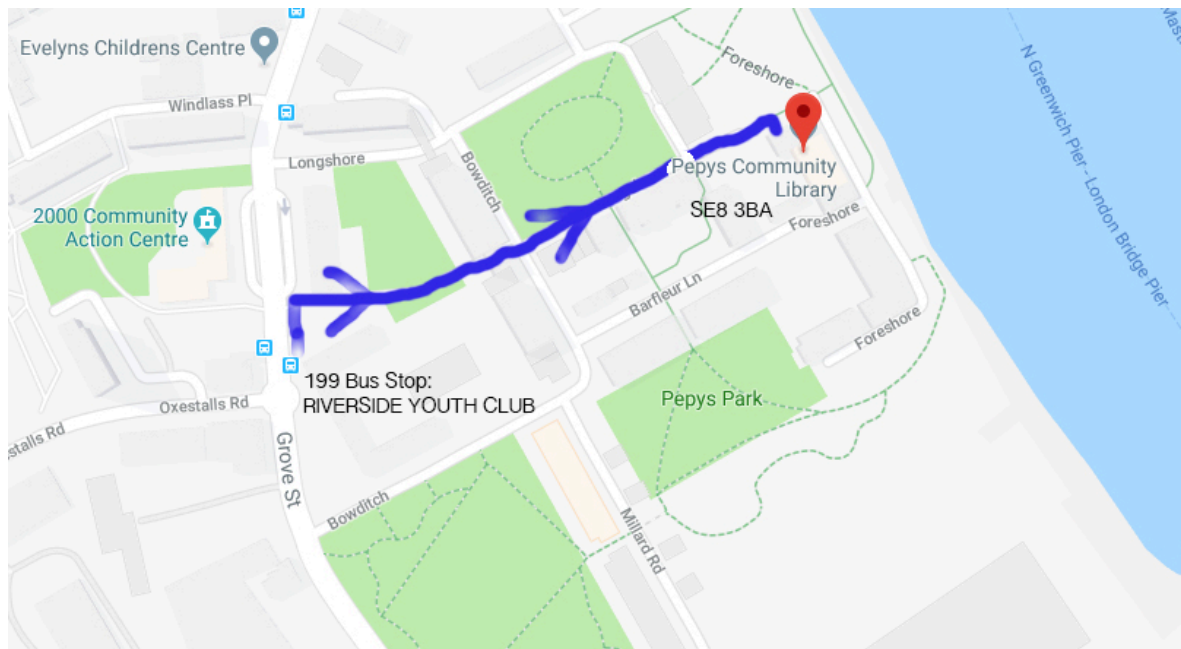 Evelyns Childrens Centre
Windlass Pl
Longshore
2000 Community
Action Centre
Bowditch
Foreshore
Pepys Community
Library
SE8 3BA
Foreshore
Barfleur Ln
Foreshore
N Greenwich Pier - London Bridge Pier
199 Bus Stop:
RIVERSIDE YOUTH CLUB
Oxestalls Rd
stalls Rd
Grove St
Pepys Park
Bowditch
Millard Rd